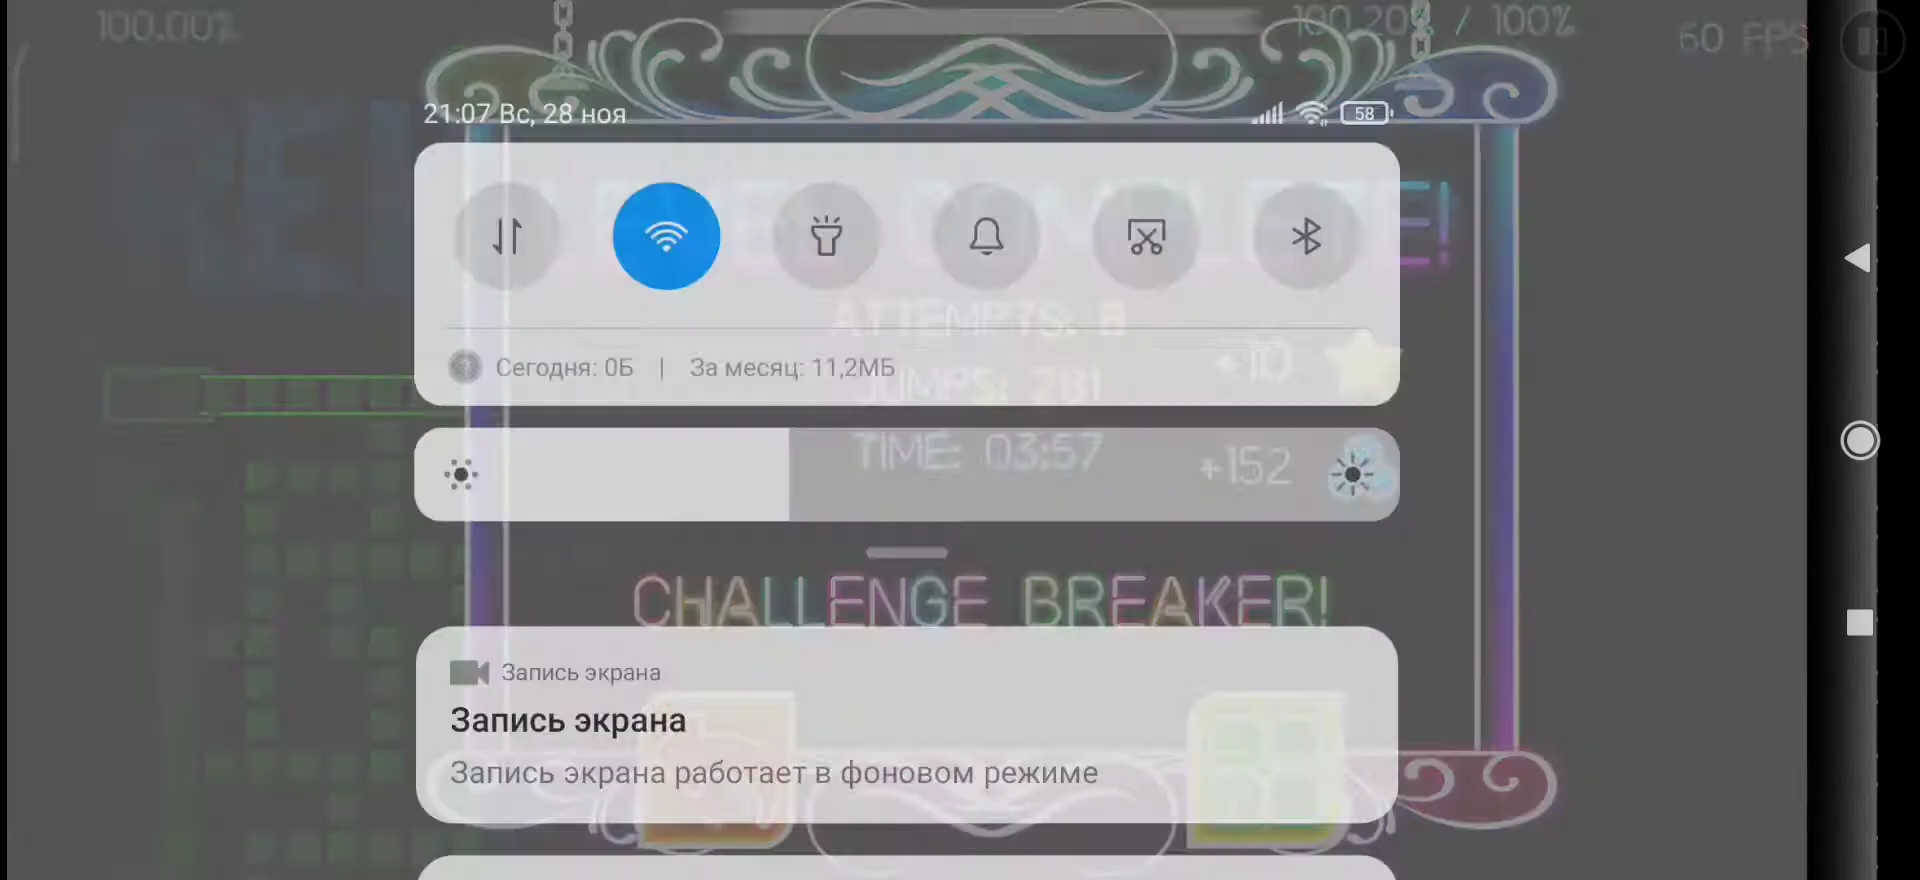 100.00%
100.20% / 100%
60 FPS
21:07 Вс, 28 ноя
58
COMPLETE!
ATTEMPTS: 8
Сегодня: 0Б | За месяц: 11,2МБ
+10
JUMPS: 281
TIME: 03:57
+152
CHALLENGE BREAKER!
Запись экрана
Запись экрана
Запись экрана работает в фоновом режиме